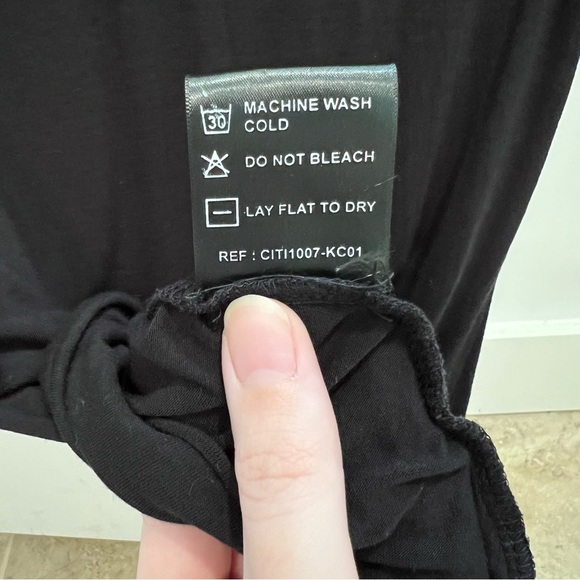 30 MACHINE WASH
COLD
DO NOT BLEACH
LAY FLAT TO DRY
REF : CITI1007-KC01